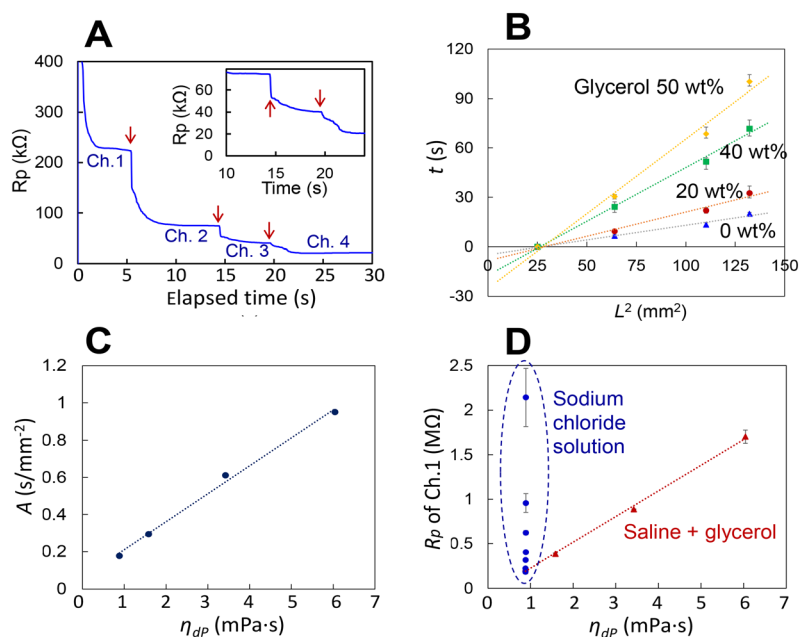 A
Rp (kΩ)
400
300
200
100
0
0
5
10
15
20
25
30
Elapsed time (s)
Ch.1
Ch. 2
Ch. 3
Ch. 4
Rp (kΩ)
60
40
20
0
10
15
20
Time (s)
B
t (s)
120
90
60
30
0
-30
0
25
50
75
100
125
150
L² (mm²)
Glycerol 50 wt%
40 wt%
20 wt%
0 wt%
C
A (s/mm⁻²)
1.2
1
0.8
0.6
0.4
0.2
0
0
1
2
3
4
5
6
7
ηdP (mPa·s)
D
Rp of Ch.1 (MΩ)
2.5
2
1.5
1
0.5
0
0
1
2
3
4
5
6
7
ηdP (mPa·s)
Sodium
chloride
solution
Saline + glycerol